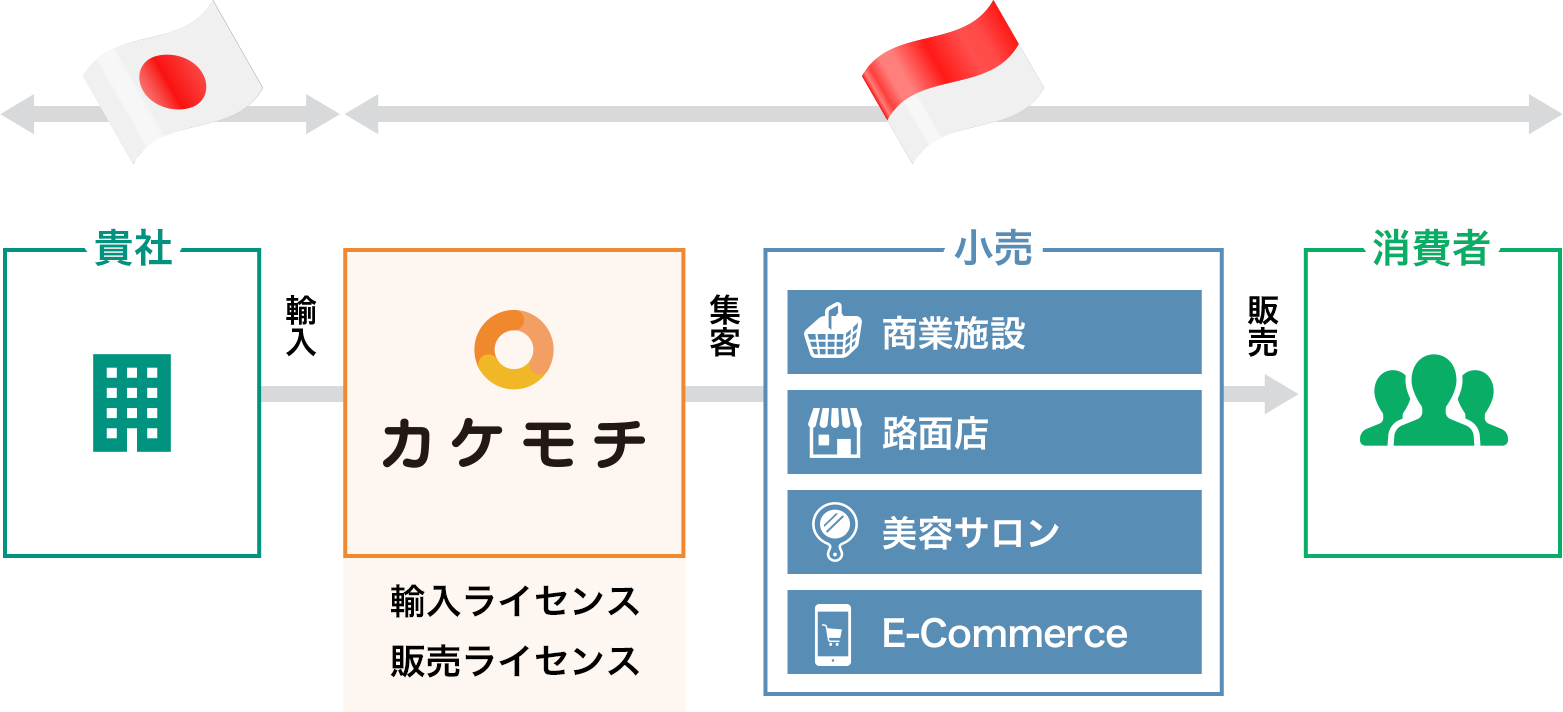 貴社
輸入
カケモチ
輸入ライセンス
販売ライセンス
集客
小売
商業施設
路面店
美容サロン
E-Commerce
販売
消費者